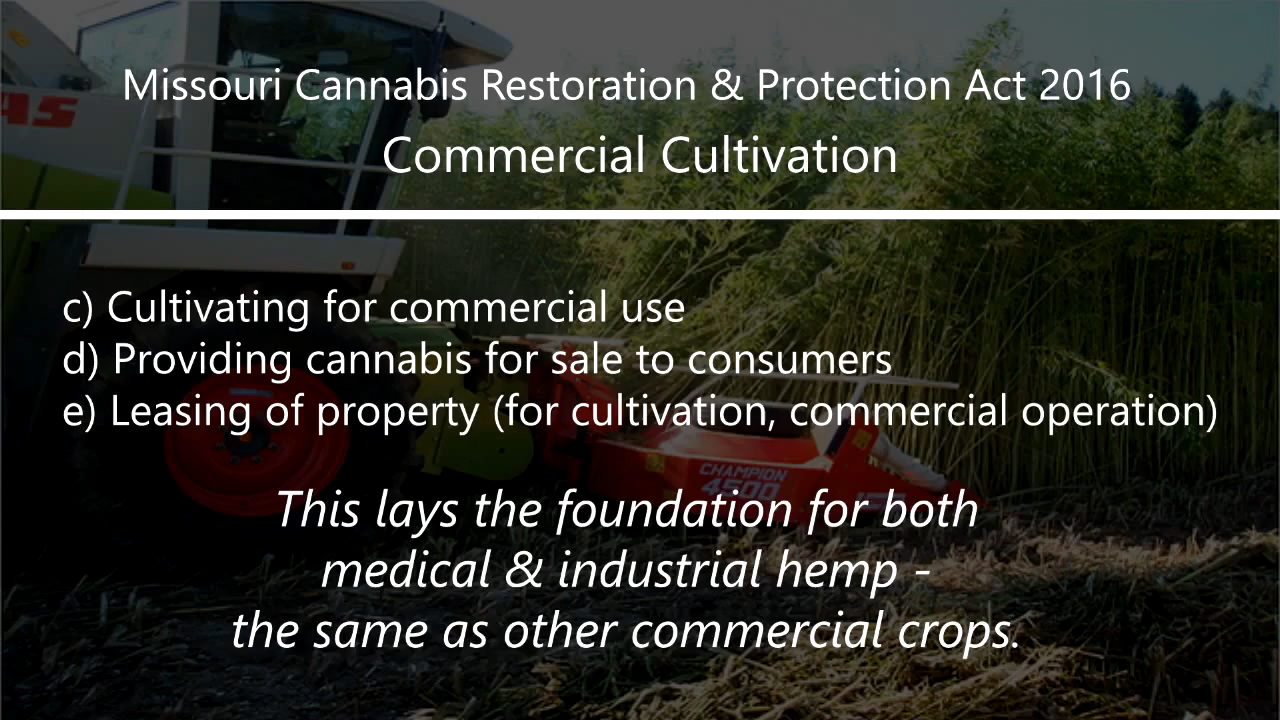 Missouri Cannabis Restoration & Protection Act 2016
Commercial Cultivation
AS
c) Cultivating for commercial use
d) Providing cannabis for sale to consumers
e) Leasing of property (for cultivation, commercial operation)
CHAMPION
4500
This lays the foundation for both
medical & industrial hemp -
the same as other commercial crops.